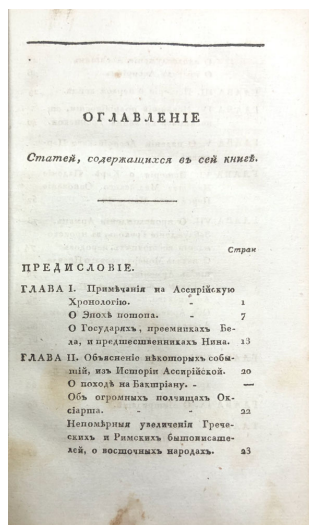 ОГЛАВЛЕНІЕ
Статей, содержащихся въ сей книгѣ.
Стран
ПРЕДИСЛОВІЕ.
ГЛАВА I. Примѣчанія на Ассирійскую
Хронологію. - 1
О Эпохѣ потопа. - 7
О Государяхъ, преемникахъ Бе-
ла, и предшественникахъ Нина. 13
ГЛАВА II. Объясненіе нѣкоторыхъ собы-
тій, изъ Исторіи Ассирійской. 20
О походѣ на Бактріану. - —
Объ огромныхъ полчищахъ Ок-
сіарта. - - 22
Непомѣрныя увеличенія Грече-
скихъ и Римскихъ бытописате-
лей, о восточныхъ народахъ. 23